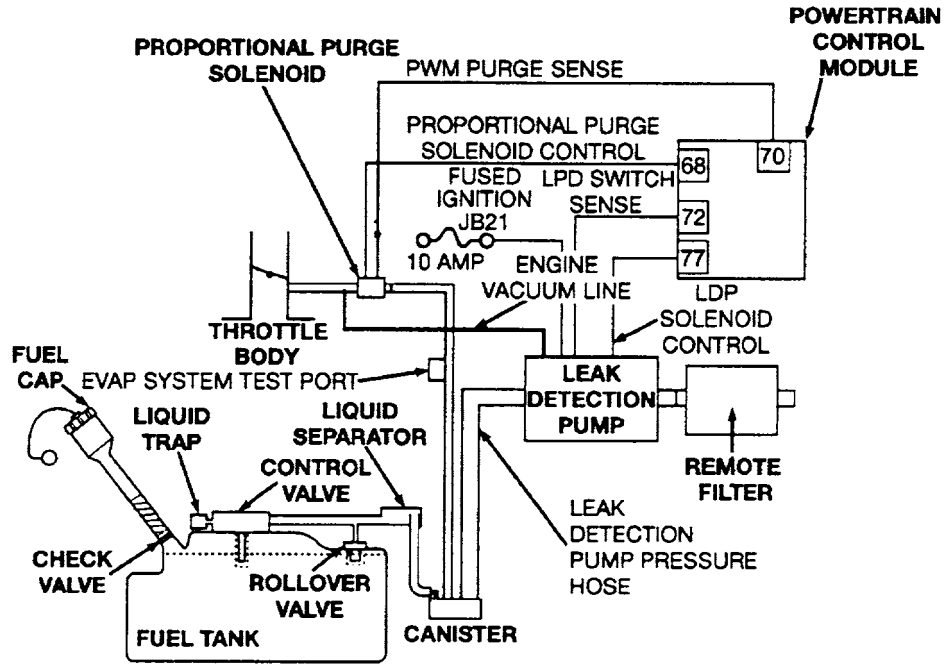 POWERTRAIN
CONTROL
MODULE
PROPORTIONAL PURGE
SOLENOID
PWM PURGE SENSE
PROPORTIONAL PURGE
SOLENOID CONTROL
68
70
FUSED
IGNITION
JB21
10 AMP
LPD SWITCH
SENSE
72
77
ENGINE
VACUUM LINE
LDP
SOLENOID
CONTROL
THROTTLE
BODY
FUEL
CAP
EVAP SYSTEM TEST PORT
LEAK
DETECTION
PUMP
LIQUID
TRAP
LIQUID
SEPARATOR
CONTROL
VALVE
REMOTE
FILTER
LEAK
DETECTION
PUMP PRESSURE
HOSE
CHECK
VALVE
ROLLOVER
VALVE
FUEL TANK
CANISTER